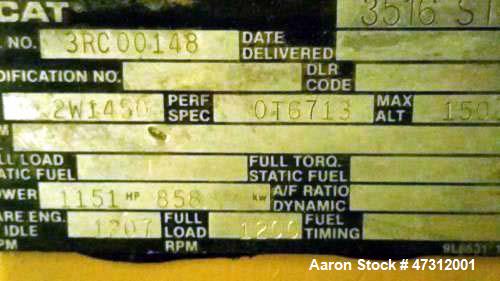 CAT 3516 ST
L NO. 3RC00148 DATE DELIVERED
DIFICATION NO. DLR CODE
2W1450 PERF SPEC 0T6713 MAX ALT 150
M
LL LOAD ATIC FUEL FULL TORQ. STATIC FUEL
OWER 1151 HP 858 kw A/F RATIO DYNAMIC
ARE ENG. IDLE PM 1207 FULL LOAD RPM 1200 FUEL TIMING
Aaron Stock # 47312001